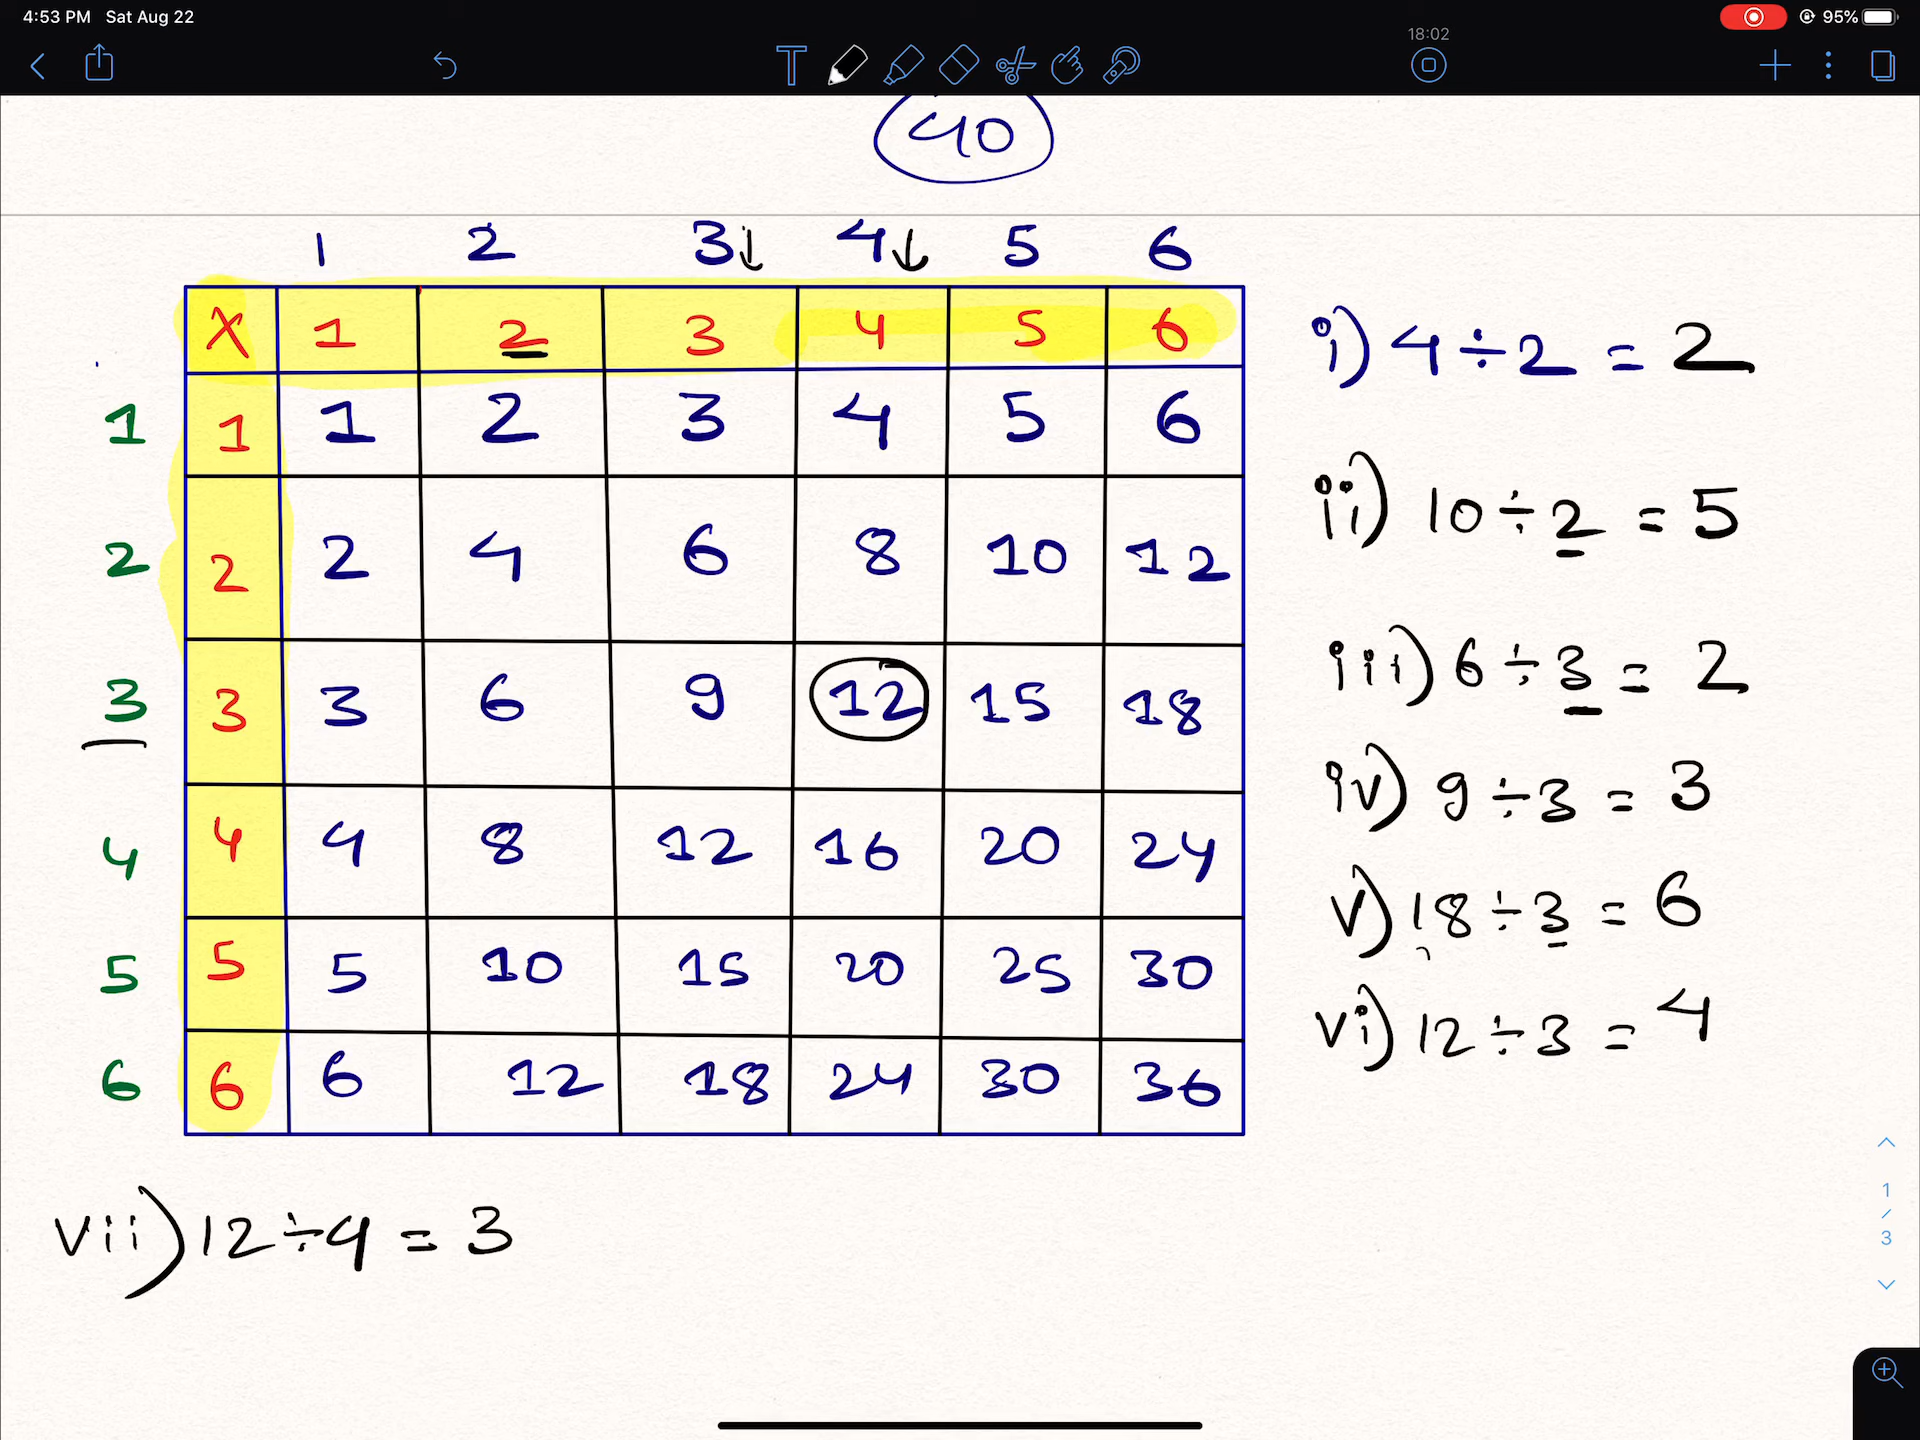 4:53 PM Sat Aug 22
95%
18:02
40
1 2 3↓ 4↓ 5 6
X 1 2 3 4 5 6
1 1 1 2 3 4 5 6
2 2 2 4 6 8 10 12
3 3 3 6 9 12 15 18
4 4 4 8 12 16 20 24
5 5 5 10 15 20 25 30
6 6 6 12 18 24 30 36
i) 4 ÷ 2 = 2
ii) 10 ÷ 2 = 5
iii) 6 ÷ 3 = 2
iv) 9 ÷ 3 = 3
v) 18 ÷ 3 = 6
vi) 12 ÷ 3 = 4
vii) 12 ÷ 4 = 3
1
/
3